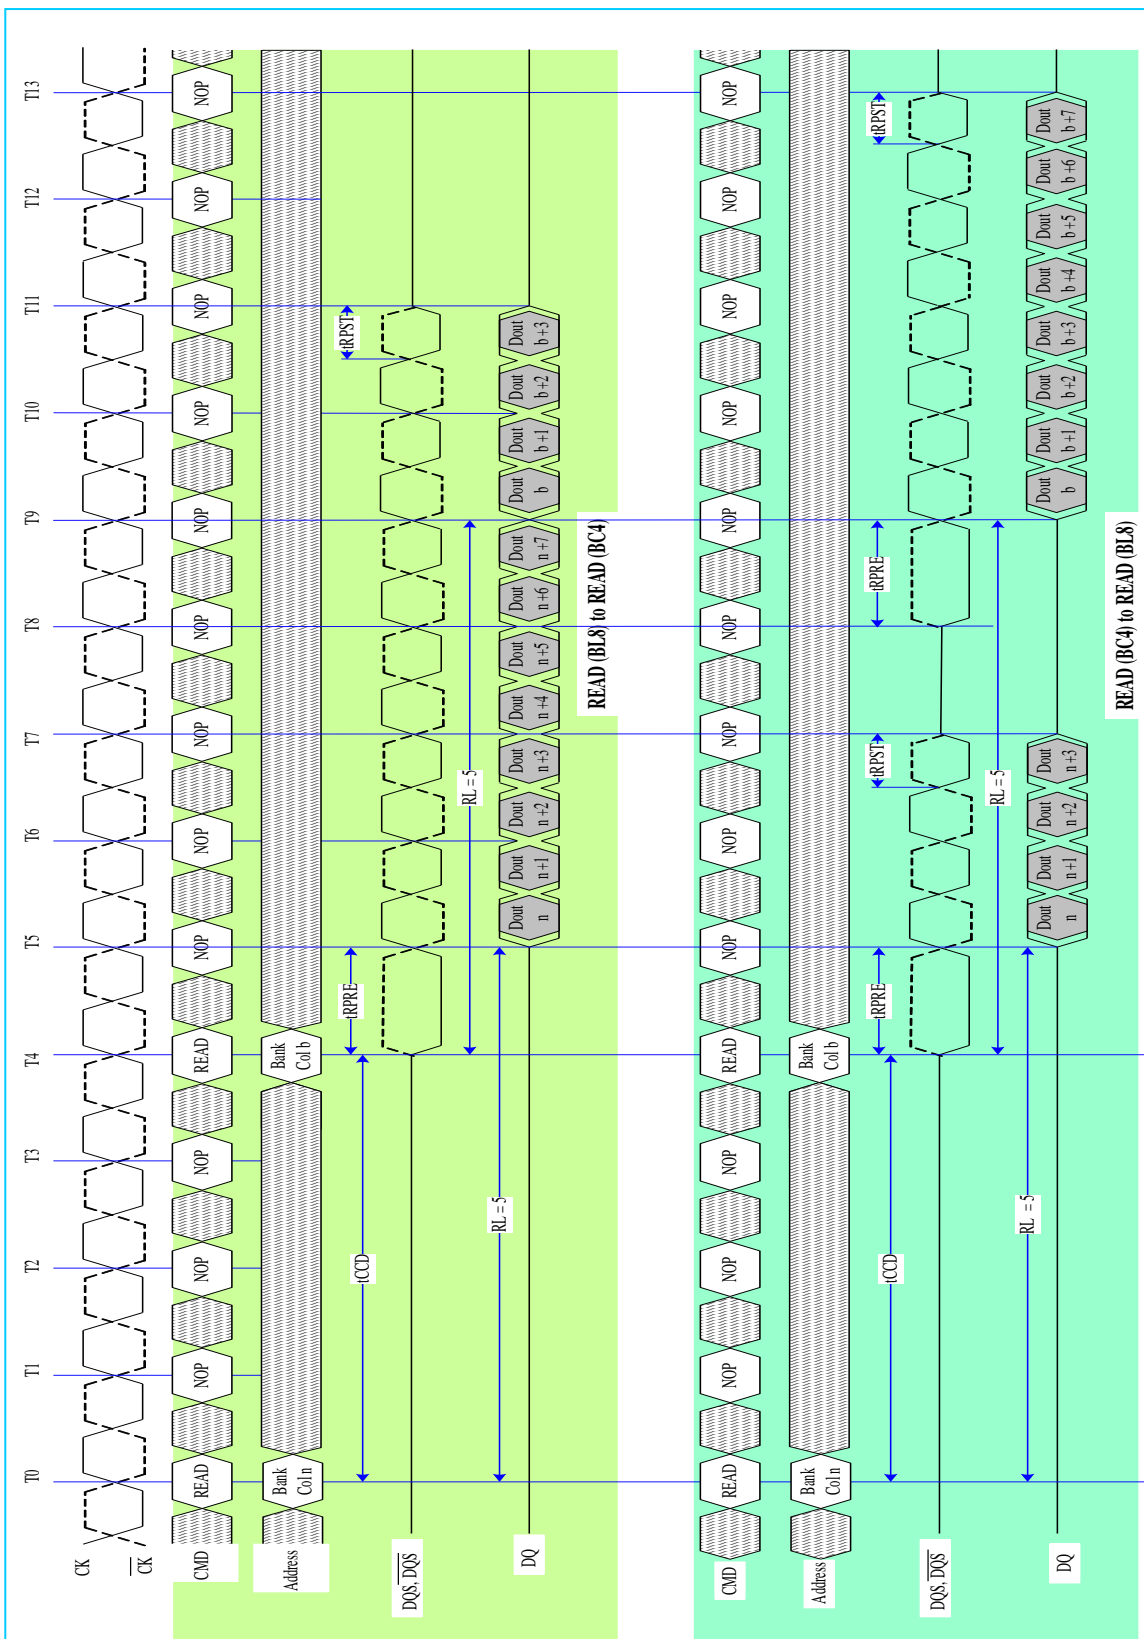 T0 T1 T2 T3 T4 T5 T6 T7 T8 T9 T10 T11 T12 T13
CK
CK
CMD READ NOP NOP NOP READ NOP NOP NOP NOP NOP NOP NOP NOP NOP
Address Bank Col n Bank Col b
tCCD tRPRE tRPST
DQS, DQS
RL = 5
RL = 5
DQ Dout n Dout n+1 Dout n+2 Dout n+3 Dout n+4 Dout n+5 Dout n+6 Dout n+7 Dout b Dout b+1 Dout b+2 Dout b+3
READ (BL8) to READ (BC4)
CMD READ NOP NOP NOP READ NOP NOP NOP NOP NOP NOP NOP NOP NOP
Address Bank Col n Bank Col b
tCCD tRPRE tRPST tRPRE tRPST
DQS, DQS
RL = 5
RL = 5
DQ Dout n Dout n+1 Dout n+2 Dout n+3 Dout b Dout b+1 Dout b+2 Dout b+3 Dout b+4 Dout b+5 Dout b+6 Dout b+7
READ (BC4) to READ (BL8)